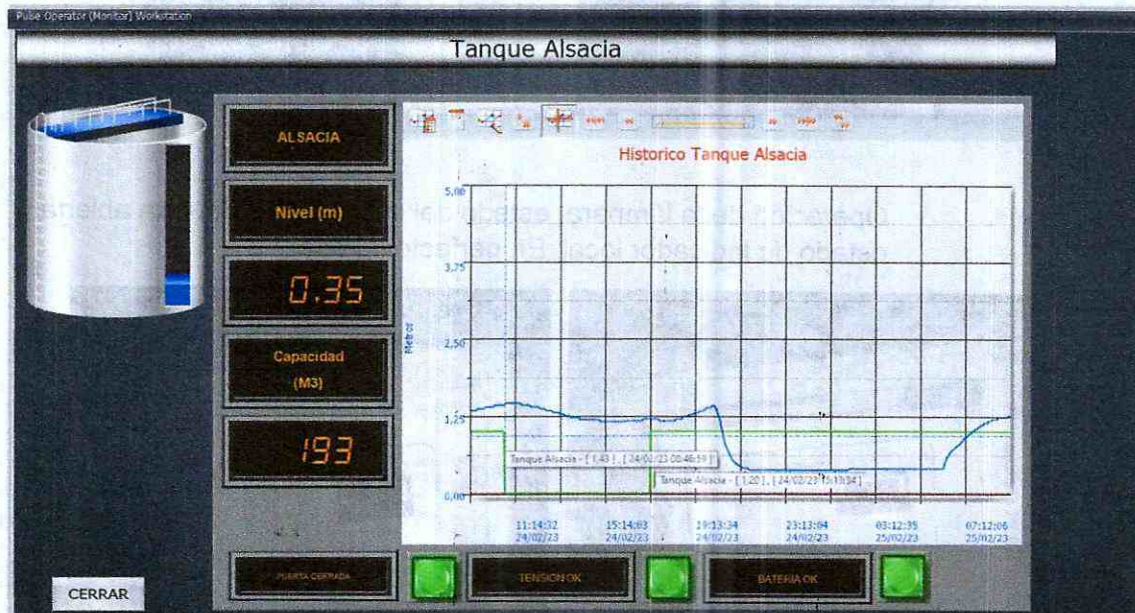 Pulse Operator (Monitor) Workstation
Tanque Alsacia
ALSACIA
Nivel (m)
0.35
Capacidad
(M3)
193
Historico Tanque Alsacia
Metros
5,00
3,75
2,50
1,25
0,00
Tanque Alsacia - [ 1,43 ] , [ 24/02/23 08:46:59 ]
Tanque Alsacia - [ 1,20 ] , [ 24/02/23 15:13:34 ]
11:14:32 15:14:03 19:13:34 23:13:04 03:12:35 07:12:06
24/02/23 24/02/23 24/02/23 24/02/23 25/02/23 25/02/23
PUERTA CERRADA
TENSION OK
BATERIA OK
CERRAR